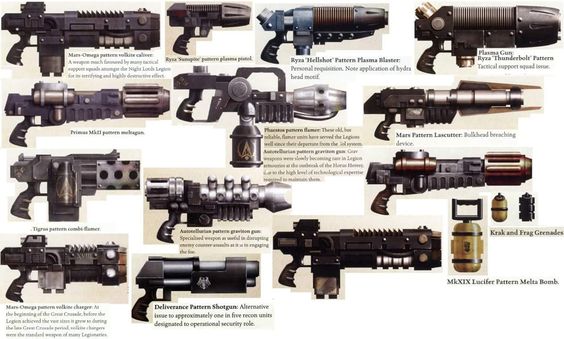 Mars-Omega pattern volkite caliver: A
weapon much favoured by many tactical
support squads amongst the Night Lords Legion
for its terrifying and highly destructive effect.
Ryza 'Sunspite' pattern plasma pistol.
Ryza 'Hellshot' Pattern Plasma Blaster:
Personal requisition. Note application of hydra
head motif.
Plasma Gun:
Ryza 'Thunderbolt' Pattern
Tactical support squad issue.
Primus MkII pattern meltagun.
Phaestos pattern flamer: These old, but
reliable, flamer units have served the Legions
well since their departure from the Sol system.
Autotellurian pattern graviton gun: Grav
weapons were slowly becoming rare in Legion
armouries at the outbreak of the Horus Heresy,
due to the high level of technological expertise
required to maintain them.
Mars Pattern Lascutter: Bulkhead breaching
device.
Tigrus pattern combi flamer.
Autotellurian pattern graviton gun:
Specialised weapon as useful in disrupting
enemy counter assaults as it is to engaging
the foe.
Krak and Frag Grenades
MkXIX Lucifer Pattern Melta Bomb.
Mars-Omega pattern volkite charger: At
the beginning of the Great Crusade, before the
Legion achieved the vast sizes it grew to during
the late Great Crusade period, volkite chargers
were the standard weapon of many Legionaries.
Deliverance Pattern Shotgun: Alternative
issue to approximately one in five recon units
designated to operational security role.